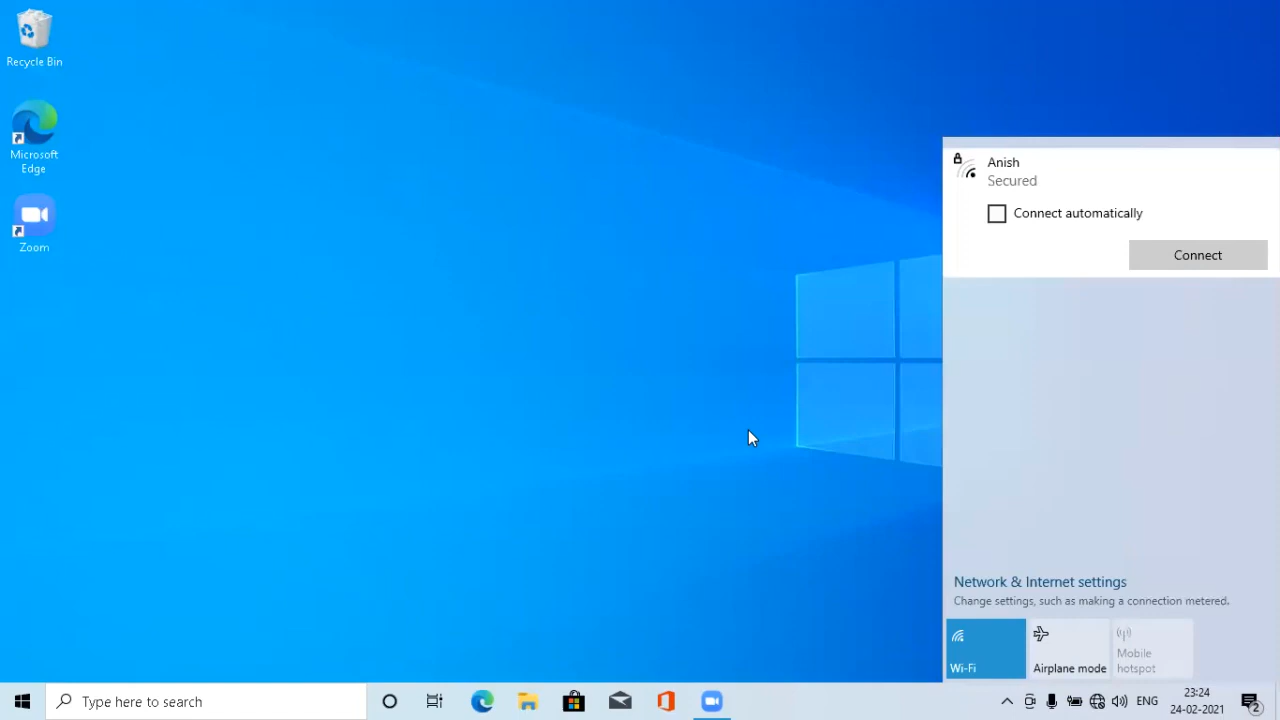 Recycle Bin
Microsoft
Edge
Zoom
Anish
Secured
Connect automatically
Connect
Network & Internet settings
Change settings, such as making a connection metered.
Wi-Fi
Airplane mode
Mobile
hotspot
Type here to search
ENG
23:24
24-02-2021
2